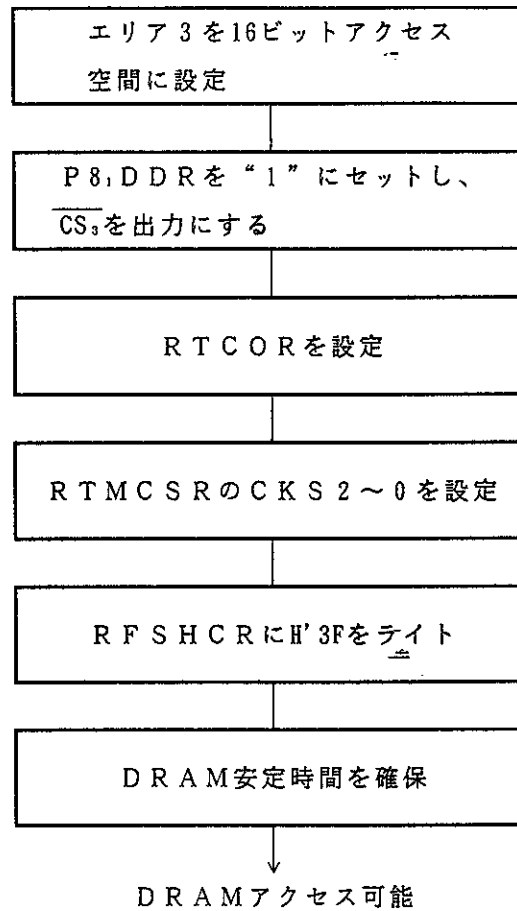 エリア3を16ビットアクセス
空間に設定
P8₁DDRを“1”にセットし、
C̅S̅₃を出力にする
RTCORを設定
RTMCSRのCKS2～0を設定
RFSHCRにH'3Fをライト
DRAM安定時間を確保
DRAMアクセス可能